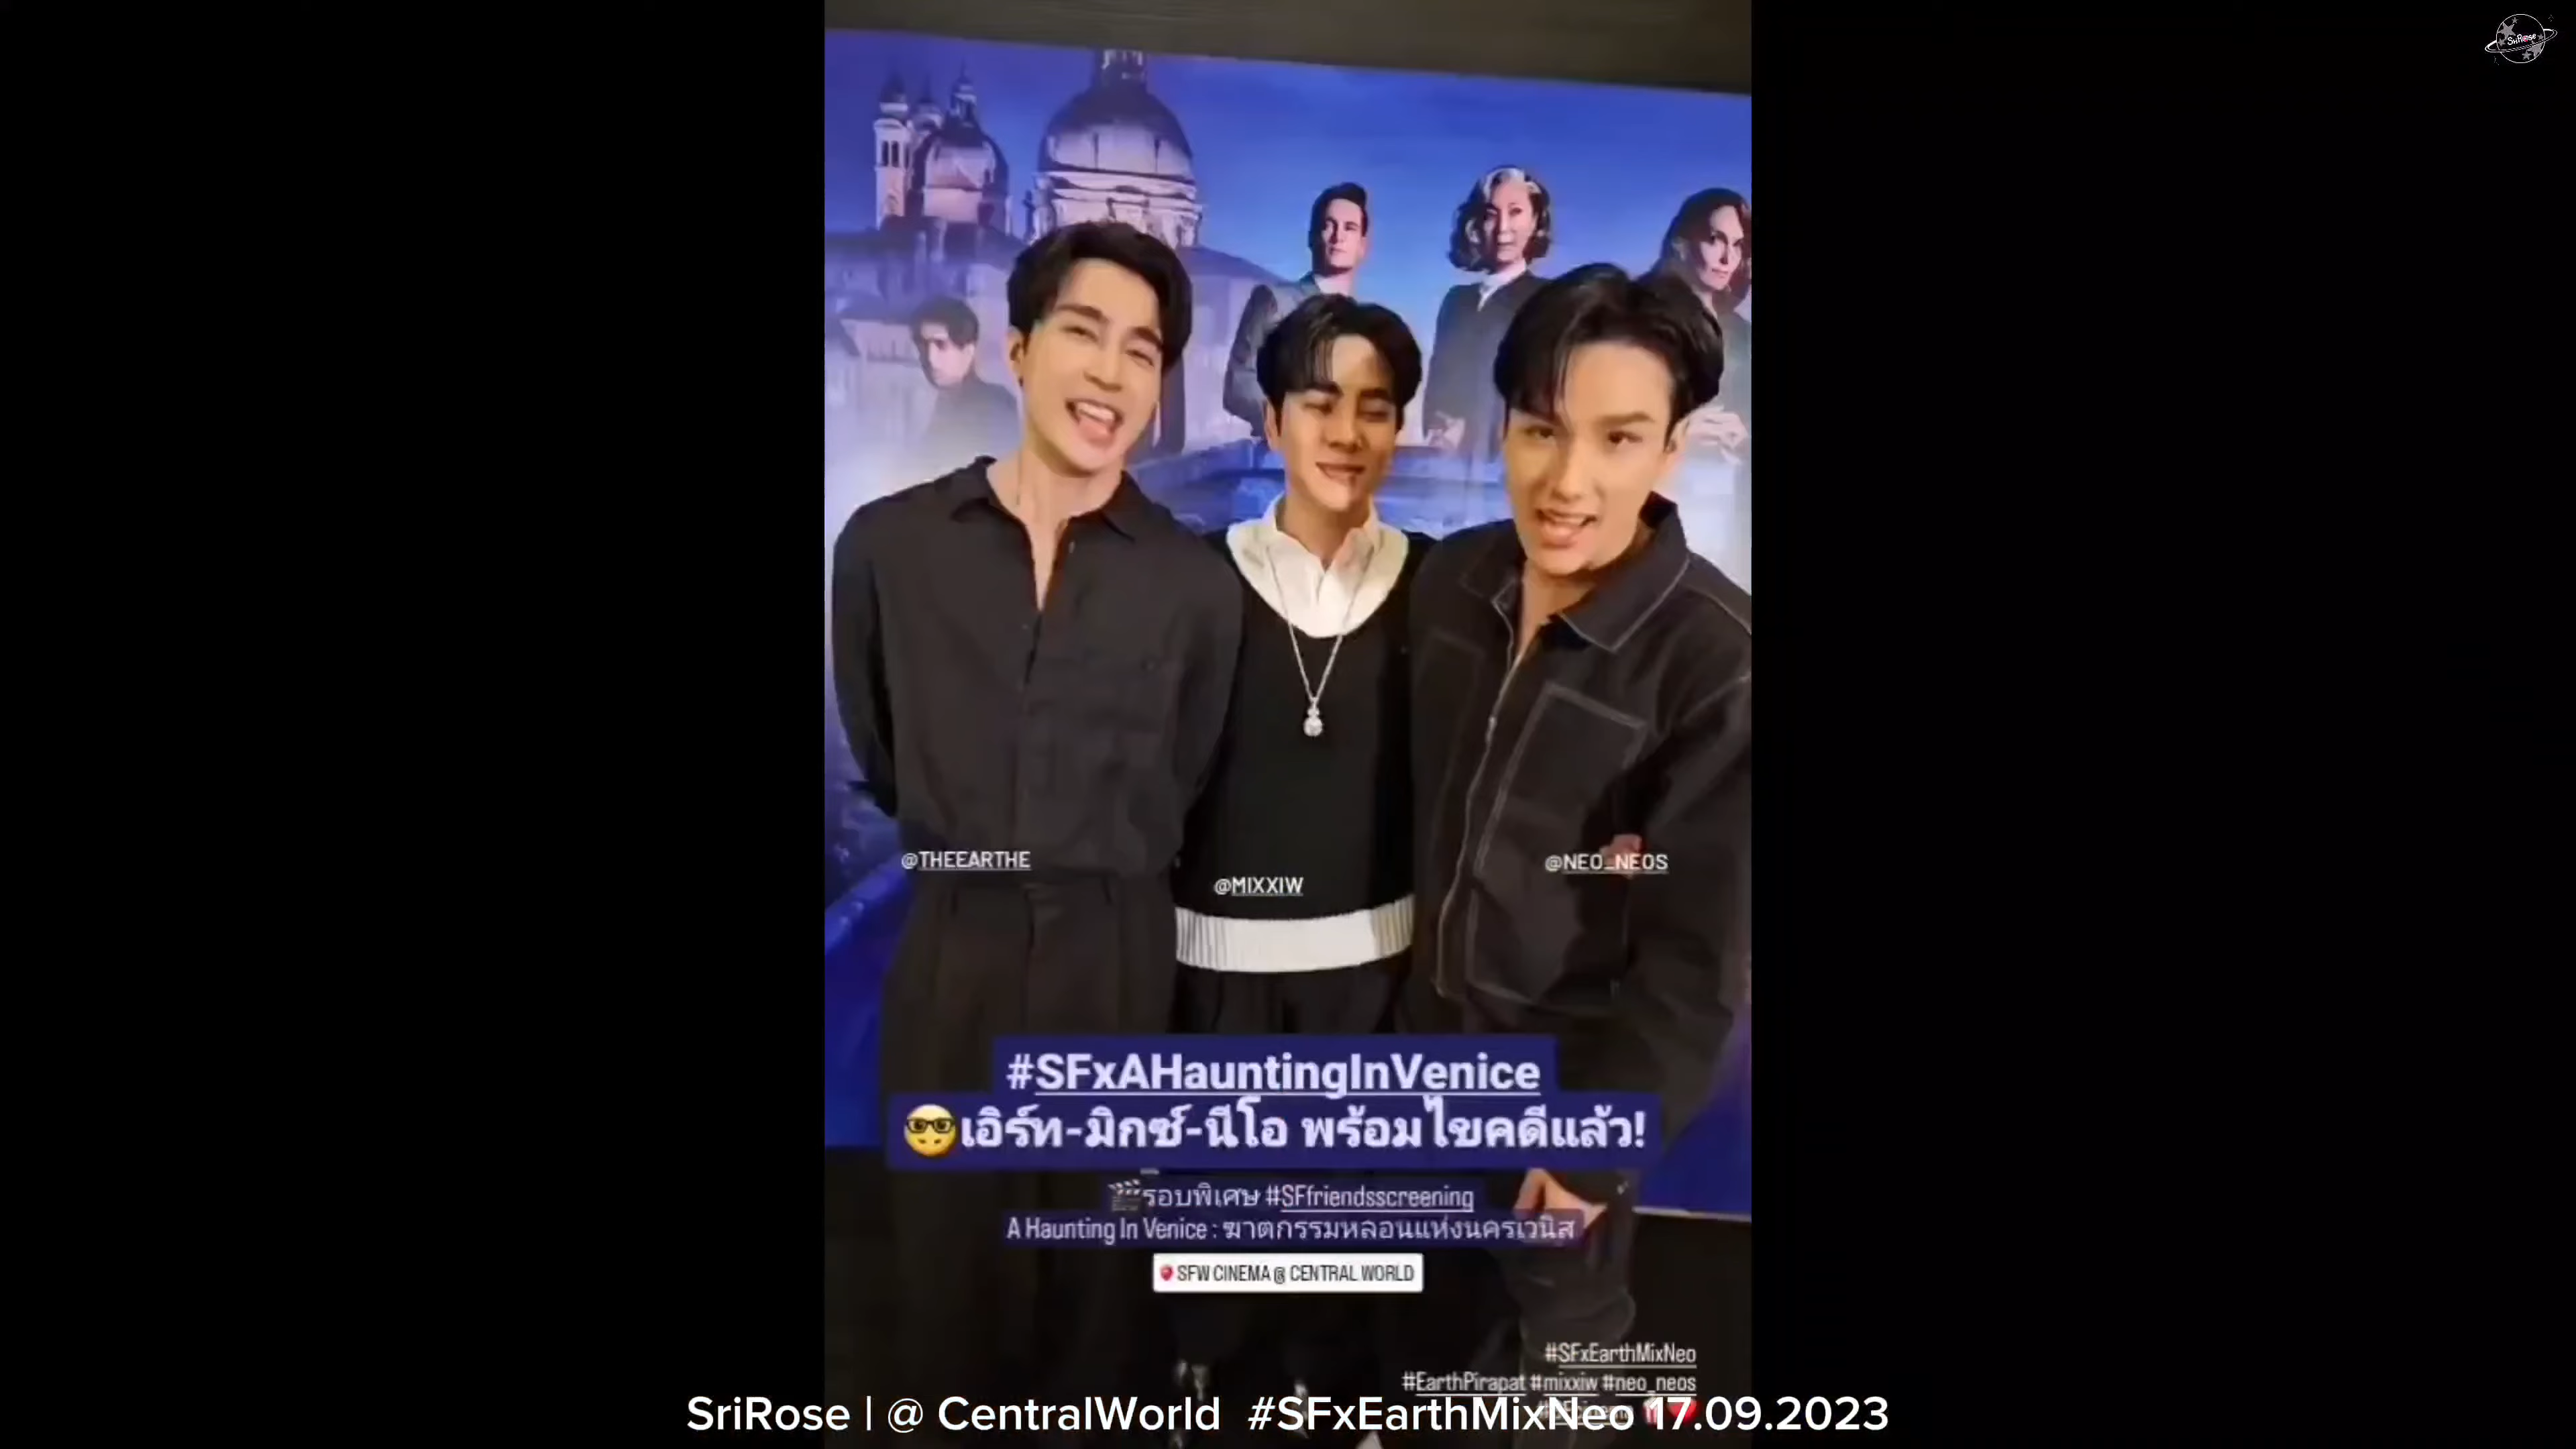 SriRose
@THEEARTHE
@MIXXIW
@NEO_NEOS
#SFxAHauntingInVenice
🤓เอิร์ท-มิกซ์-นีโอ พร้อมไขคดีแล้ว!
🎬รอบพิเศษ #SFfriendsscreening
A Haunting In Venice : ฆาตกรรมหลอนแห่งนครเวนิส
SFW CINEMA @ CENTRAL WORLD
#SFxEarthMixNeo
#EarthPirapat #mixxiw #neo_neos
SriRose | @ CentralWorld #SFxEarthMixNeo 17.09.2023